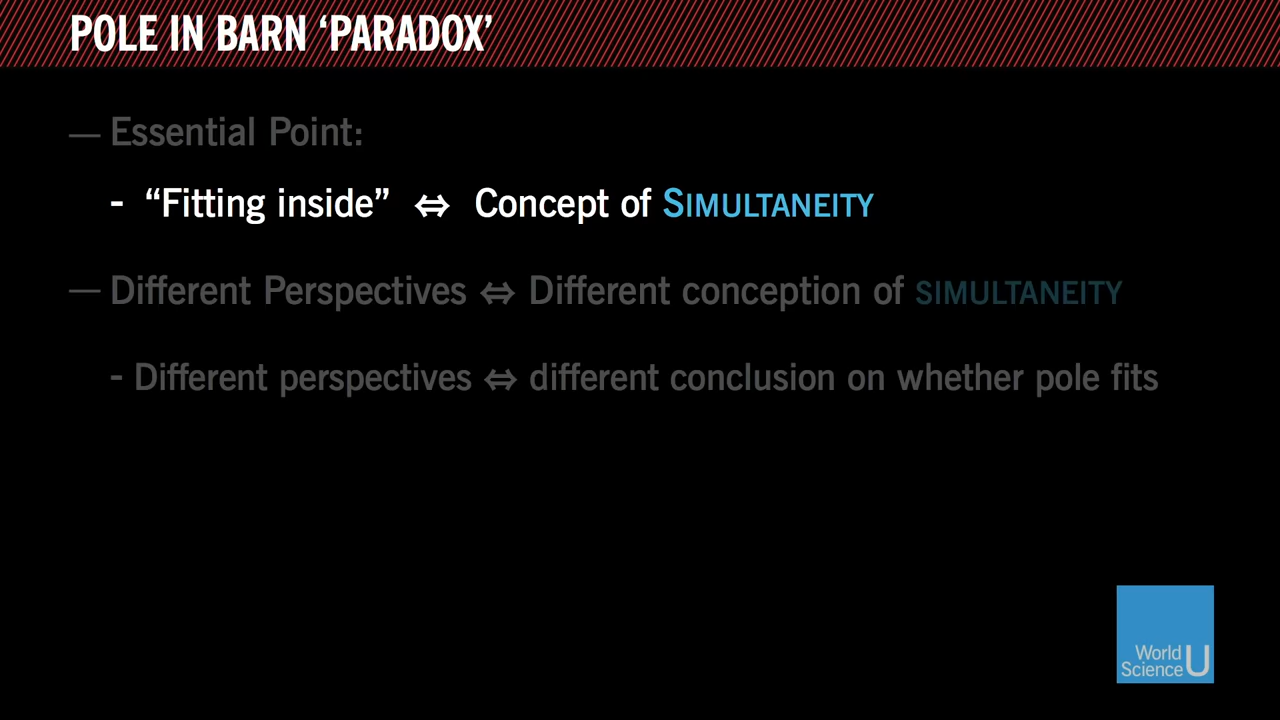 POLE IN BARN ‘PARADOX’
— Essential Point:
- “Fitting inside” ⇔ Concept of SIMULTANEITY
— Different Perspectives ⇔ Different conception of SIMULTANEITY
- Different perspectives ⇔ different conclusion on whether pole fits
World
Science U